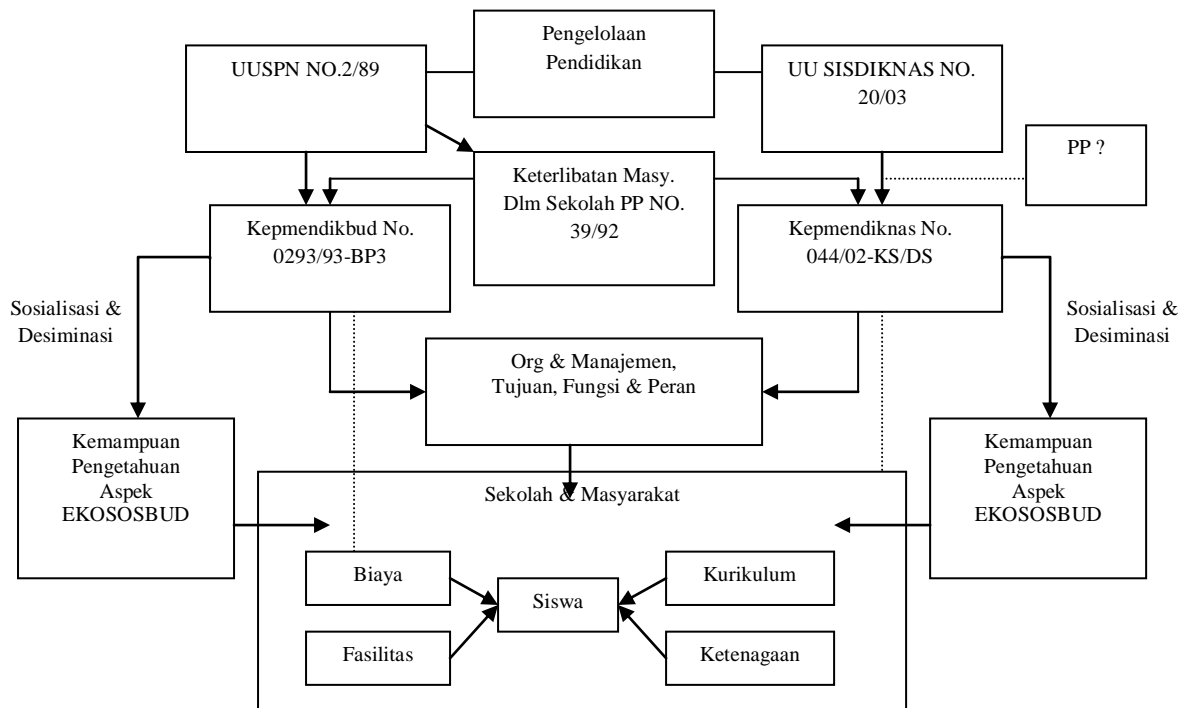 Pengelolaan
Pendidikan
UUSPN NO.2/89
UU SISDIKNAS NO.
20/03
PP ?
Keterlibatan Masy.
Dlm Sekolah PP NO.
39/92
Kepmendikbud No.
0293/93-BP3
Kepmendiknas No.
044/02-KS/DS
Sosialisasi &
Desiminasi
Sosialisasi &
Desiminasi
Org & Manajemen,
Tujuan, Fungsi & Peran
Kemampuan
Pengetahuan
Aspek
EKOSOSBUD
Kemampuan
Pengetahuan
Aspek
EKOSOSBUD
Sekolah & Masyarakat
Biaya
Kurikulum
Siswa
Fasilitas
Ketenagaan